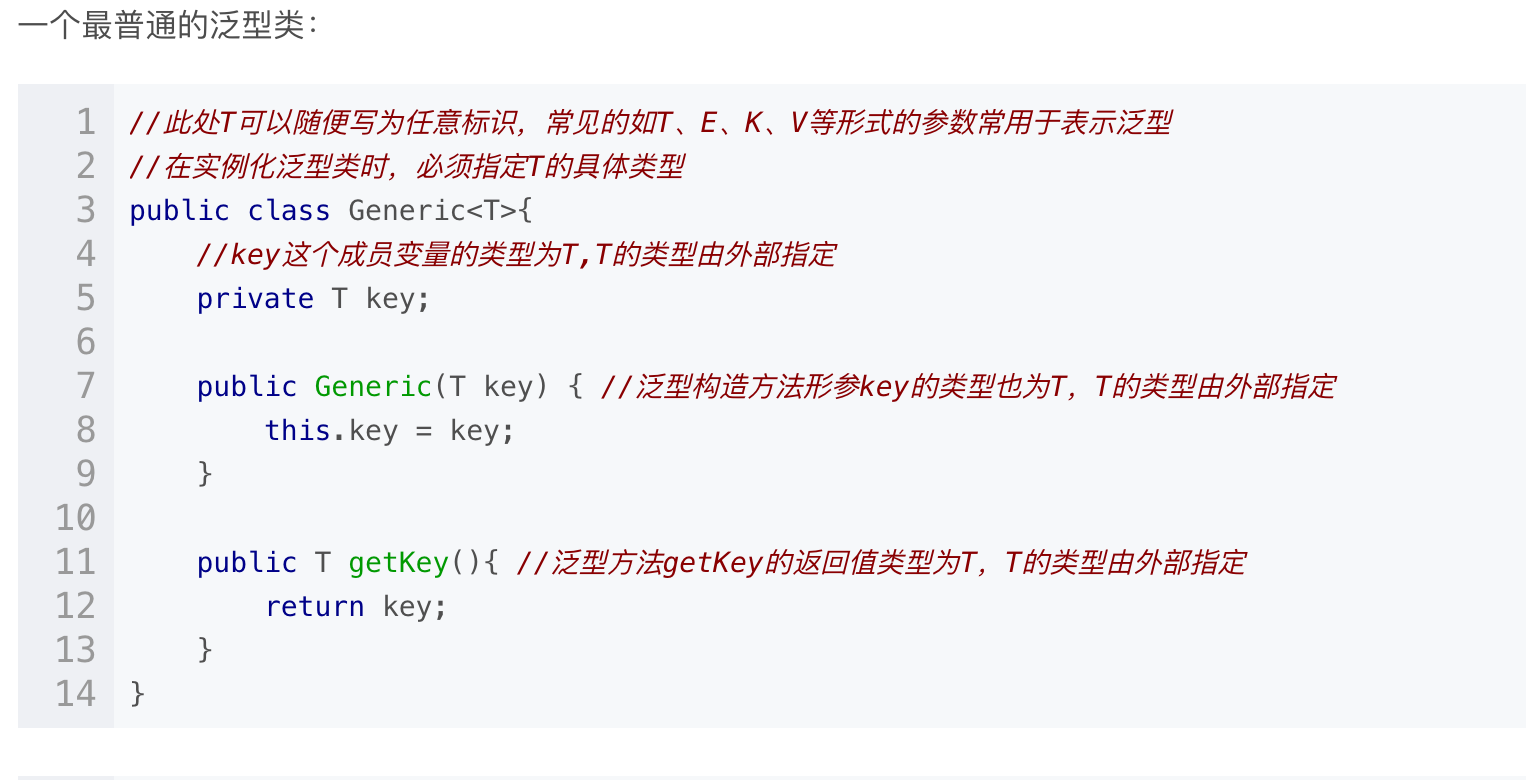 一个最普通的泛型类：
1 //此处T可以随便写为任意标识，常见的如T、E、K、V等形式的参数常用于表示泛型
2 //在实例化泛型类时，必须指定T的具体类型
3 public class Generic<T>{
4     //key这个成员变量的类型为T,T的类型由外部指定
5     private T key;
6
7     public Generic(T key) { //泛型构造方法形参key的类型也为T，T的类型由外部指定
8         this.key = key;
9     }
10
11     public T getKey(){ //泛型方法getKey的返回值类型为T，T的类型由外部指定
12         return key;
13     }
14 }